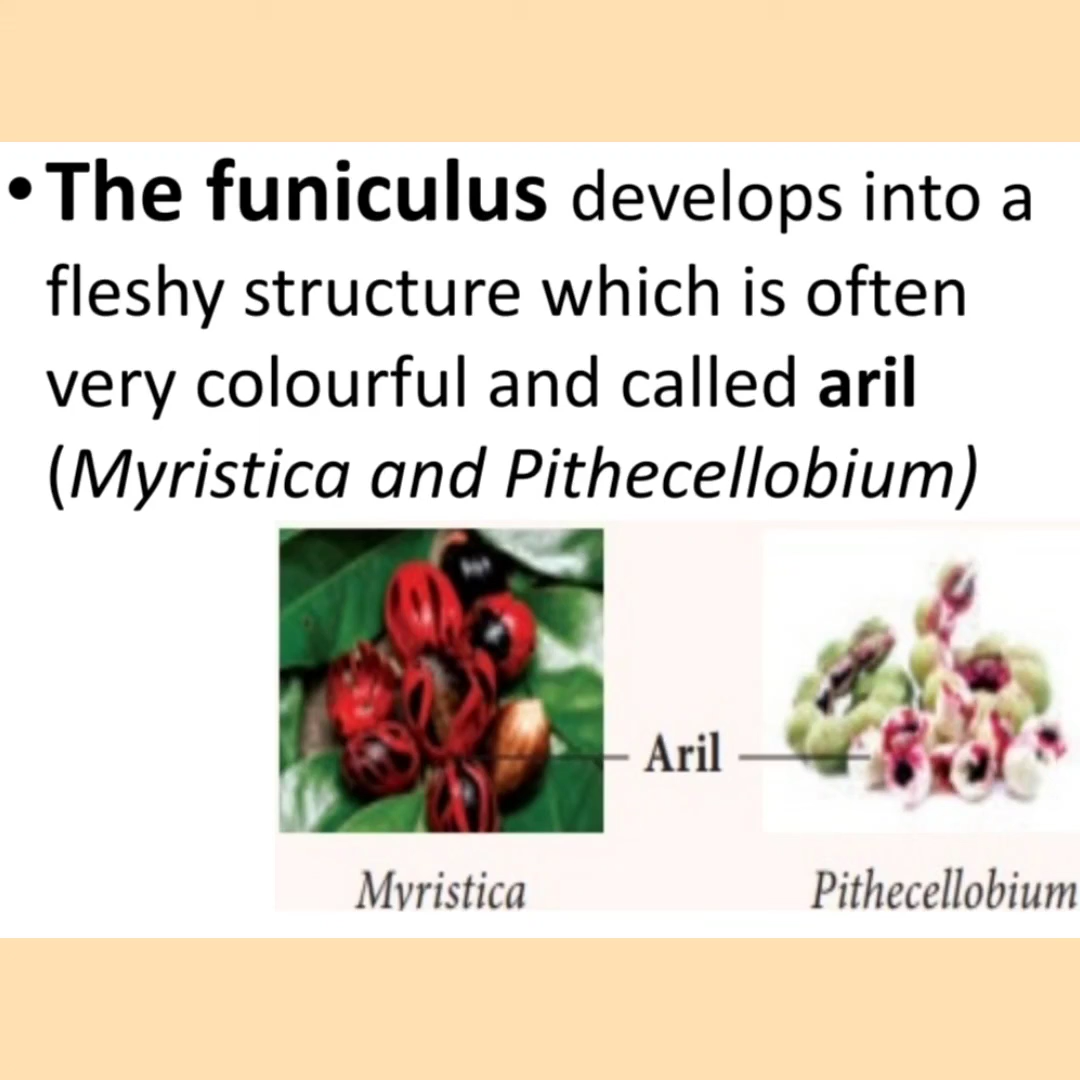 • The funiculus develops into a
fleshy structure which is often
very colourful and called aril
(Myristica and Pithecellobium)
Aril
Myristica
Pithecellobium